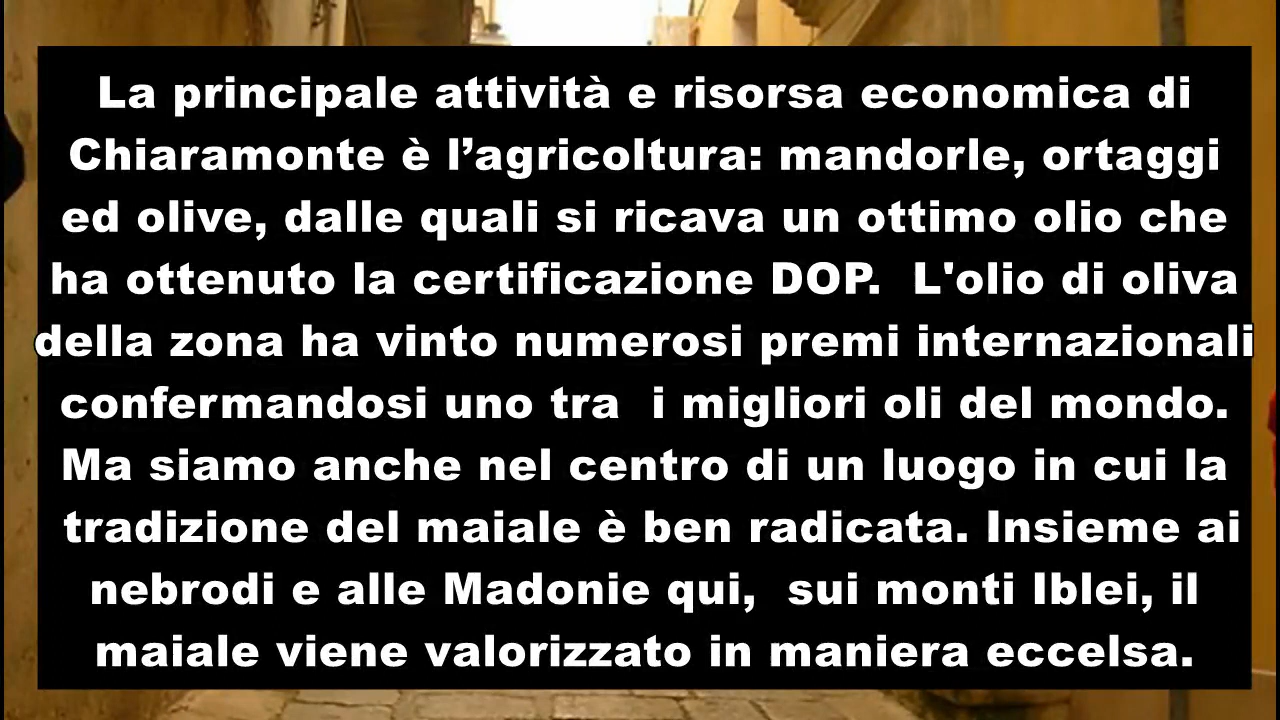 La principale attività e risorsa economica di
Chiaramonte è l’agricoltura: mandorle, ortaggi
ed olive, dalle quali si ricava un ottimo olio che
ha ottenuto la certificazione DOP.  L'olio di oliva
della zona ha vinto numerosi premi internazionali
confermandosi uno tra  i migliori oli del mondo.
Ma siamo anche nel centro di un luogo in cui la
tradizione del maiale è ben radicata. Insieme ai
nebrodi e alle Madonie qui,  sui monti Iblei, il
maiale viene valorizzato in maniera eccelsa.